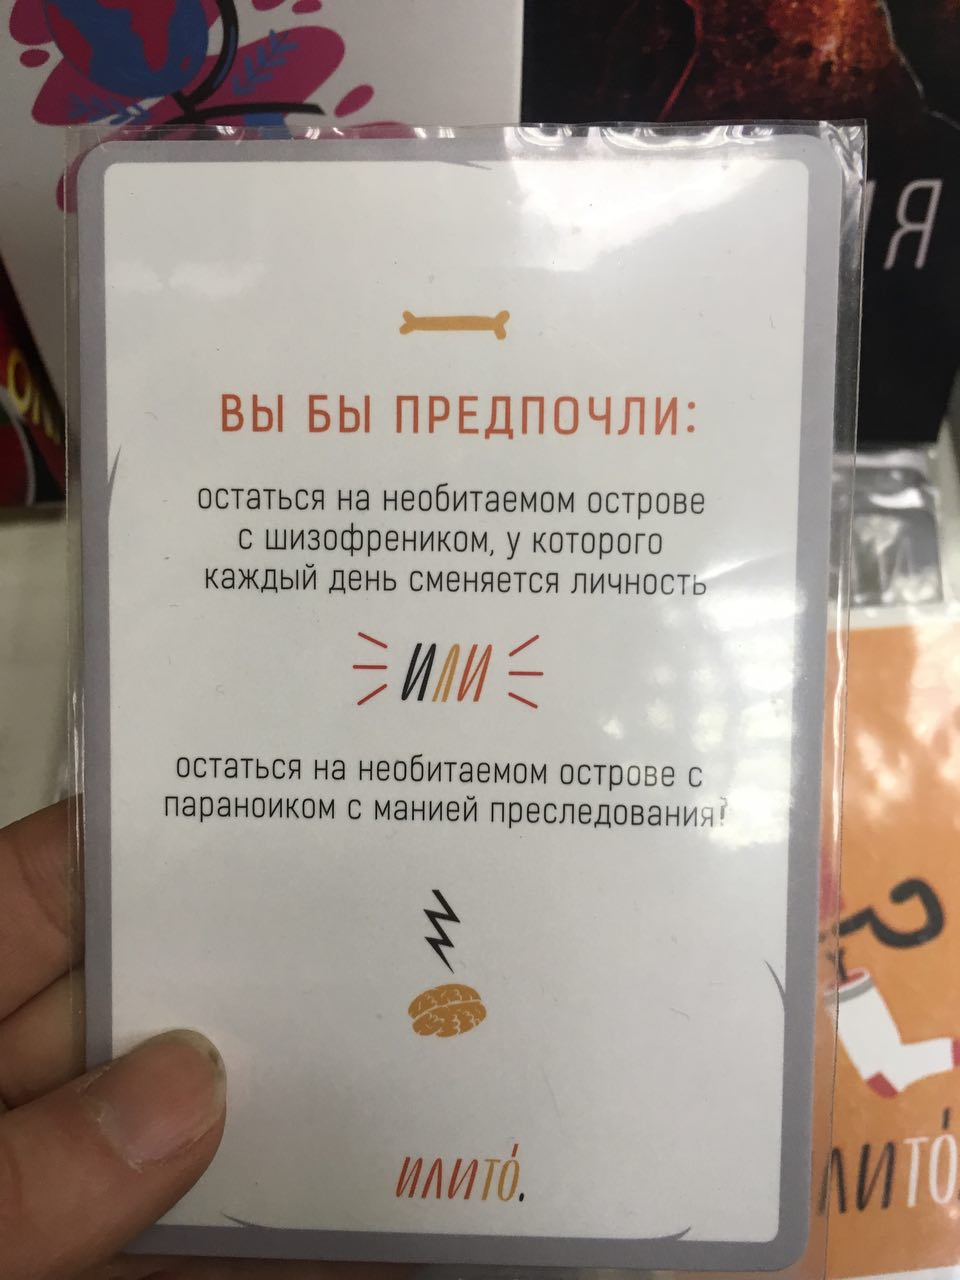 Я
ВЫ БЫ ПРЕДПОЧЛИ:
остаться на необитаемом острове
с шизофреником, у которого
каждый день сменяется личность
ИЛИ
остаться на необитаемом острове с
параноиком с манией преследования?
ИЛИТО́.
ЛИТО́.